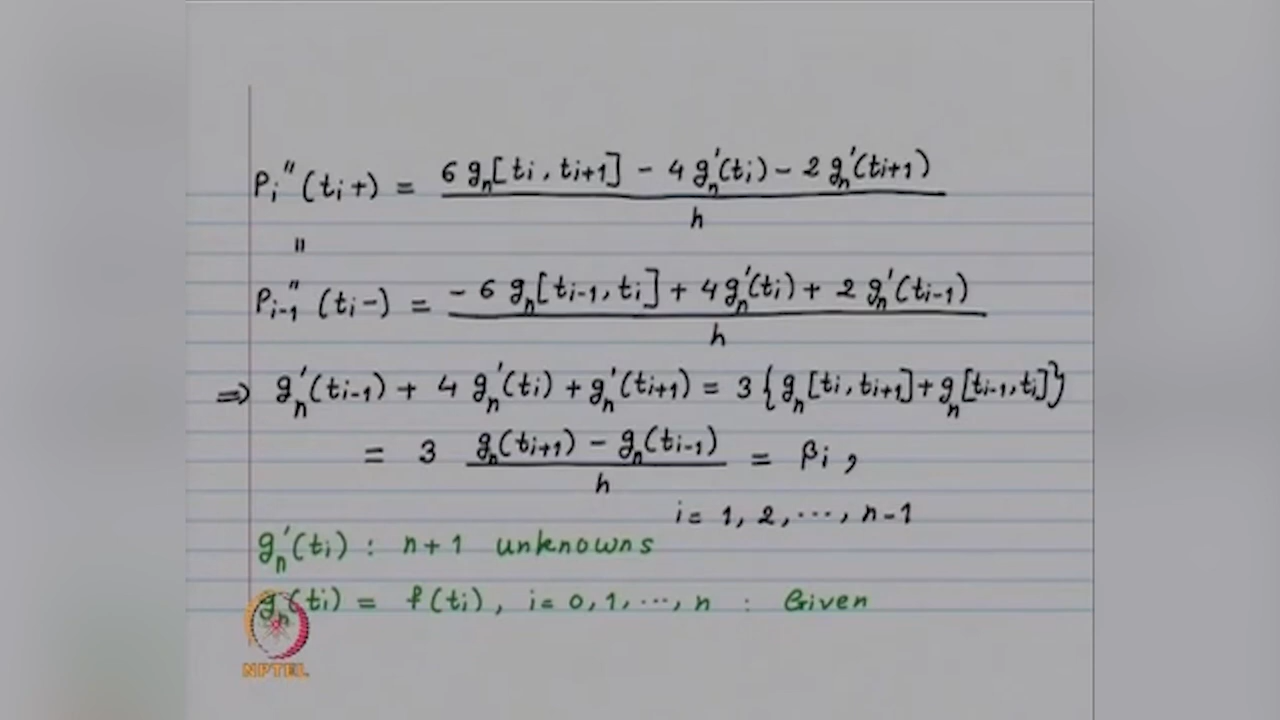 Pᵢ"(tᵢ+) = (6 gₙ[tᵢ, tᵢ₊₁] - 4 gₙ'(tᵢ) - 2 gₙ'(tᵢ₊₁)) / h
"
Pᵢ₋₁"(tᵢ-) = (- 6 gₙ[tᵢ₋₁, tᵢ] + 4 gₙ'(tᵢ) + 2 gₙ'(tᵢ₋₁)) / h
⇒ gₙ'(tᵢ₋₁) + 4 gₙ'(tᵢ) + gₙ'(tᵢ₊₁) = 3 {gₙ[tᵢ, tᵢ₊₁] + gₙ[tᵢ₋₁, tᵢ]}
= 3 (gₙ(tᵢ₊₁) - gₙ(tᵢ₋₁)) / h = βᵢ,
i = 1, 2, ..., n-1
gₙ'(tᵢ) : n+1 unknowns
gₙ(tᵢ) = f(tᵢ), i = 0, 1, ..., n : Given
NPTEL